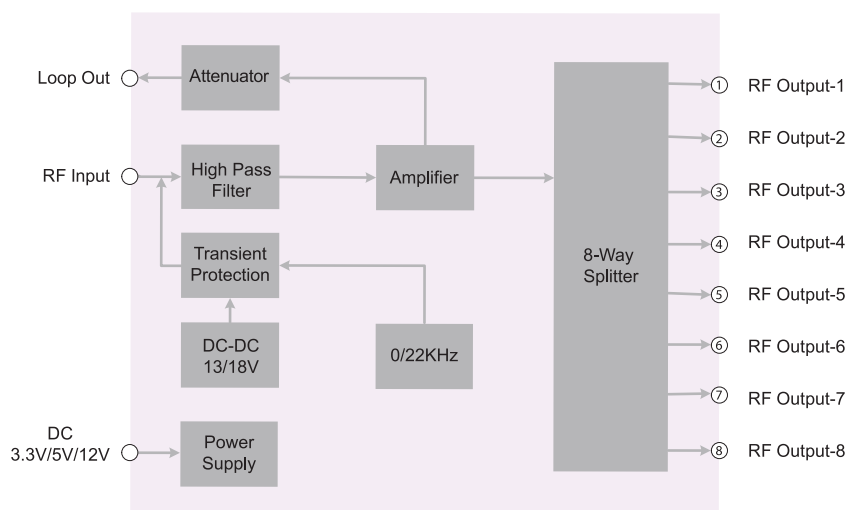 Loop Out
Attenuator
RF Input
High Pass
Filter
Amplifier
Transient
Protection
DC-DC
13/18V
0/22KHz
DC
3.3V/5V/12V
Power
Supply
8-Way
Splitter
1 RF Output-1
2 RF Output-2
3 RF Output-3
4 RF Output-4
5 RF Output-5
6 RF Output-6
7 RF Output-7
8 RF Output-8